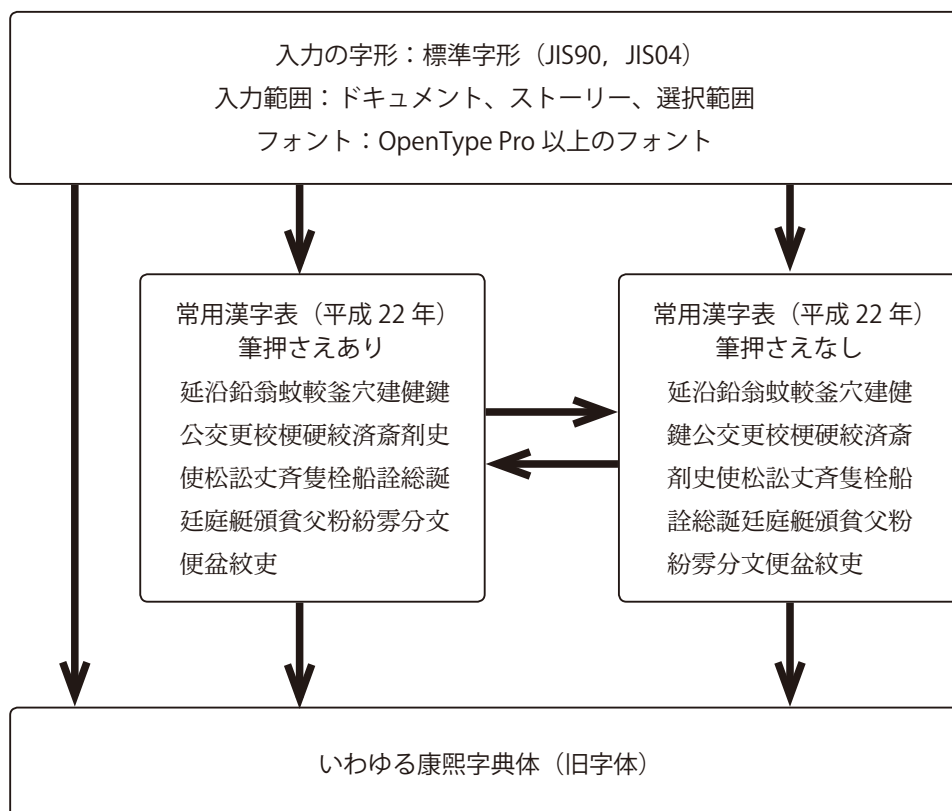 入力の字形：標準字形（JIS90，JIS04）
入力範囲：ドキュメント、ストーリー、選択範囲
フォント：OpenType Pro 以上のフォント
常用漢字表（平成 22 年）
筆押さえあり
延沿鉛翁蚊較釜穴建健鍵
公交更校梗硬絞済斎剤史
使松訟丈斉隻栓船詮総誕
廷庭艇頒貧父粉紛雰分文
便盆紋吏
常用漢字表（平成 22 年）
筆押さえなし
延沿鉛翁蚊較釜穴建健
鍵公交更校梗硬絞済斎
剤史使松訟丈斉隻栓船
詮総誕廷庭艇頒貧父粉
紛雰分文便盆紋吏
いわゆる康熙字典体（旧字体）